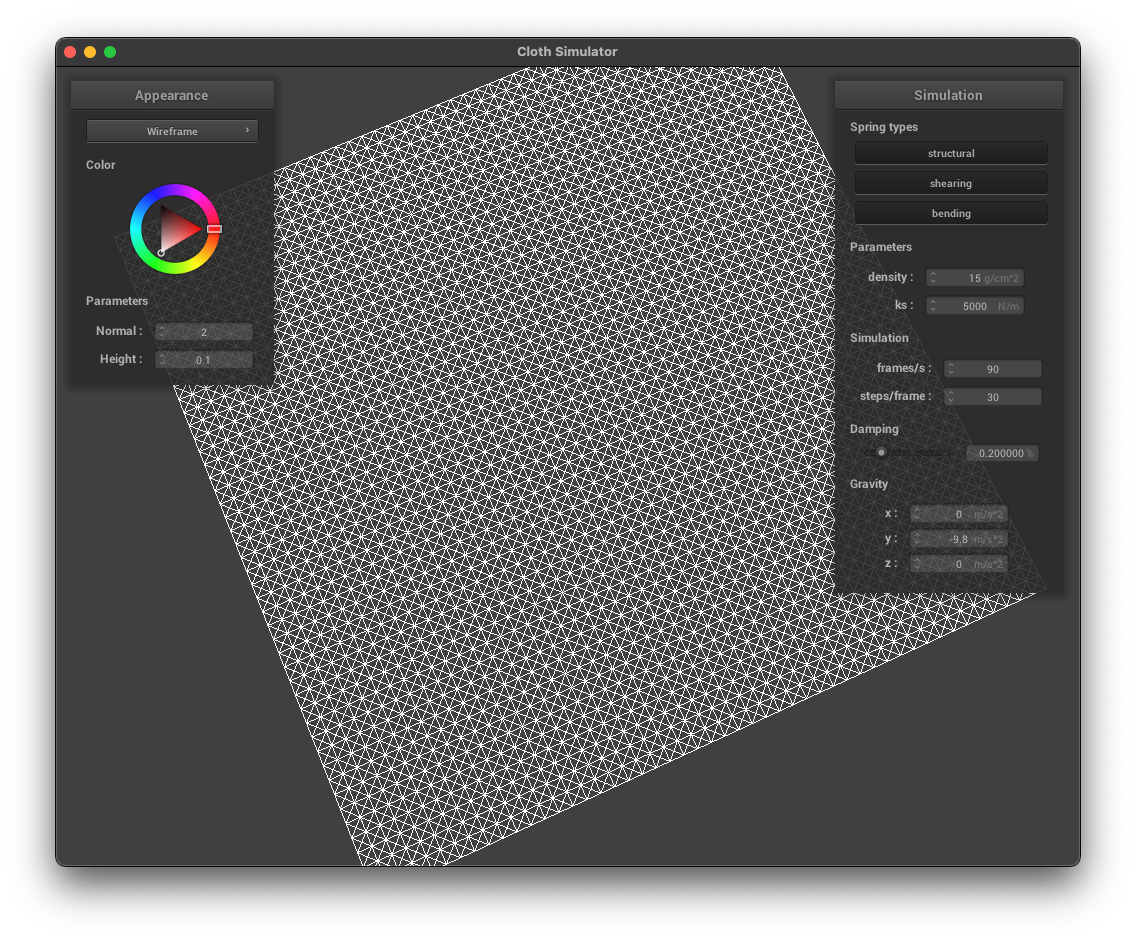 Cloth Simulator
Appearance
Wireframe ›
Color
Parameters
Normal : 2
Height : 0.1
Simulation
Spring types
structural
shearing
bending
Parameters
density : 15 g/cm^2
ks : 5000 N/m
Simulation
frames/s : 90
steps/frame : 30
Damping
0.200000 %
Gravity
x : 0 m/s^2
y : -9.8 m/s^2
z : 0 m/s^2